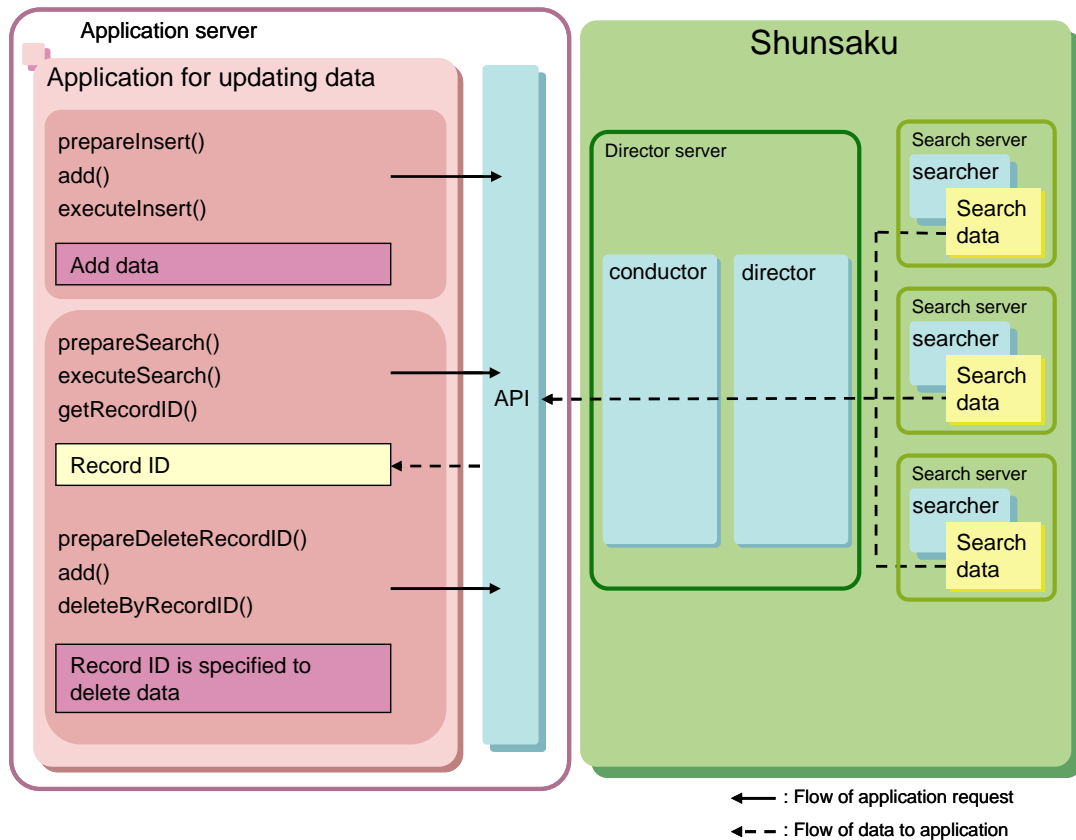 Application server
Application for updating data
prepareInsert()
add()
executeInsert()
Add data
prepareSearch()
executeSearch()
getRecordID()
Record ID
prepareDeleteRecordID()
add()
deleteByRecordID()
Record ID is specified to
delete data
API
Shunsaku
Director server
conductor
director
Search server
searcher
Search
data
Search server
searcher
Search
data
Search server
searcher
Search
data
: Flow of application request
: Flow of data to application